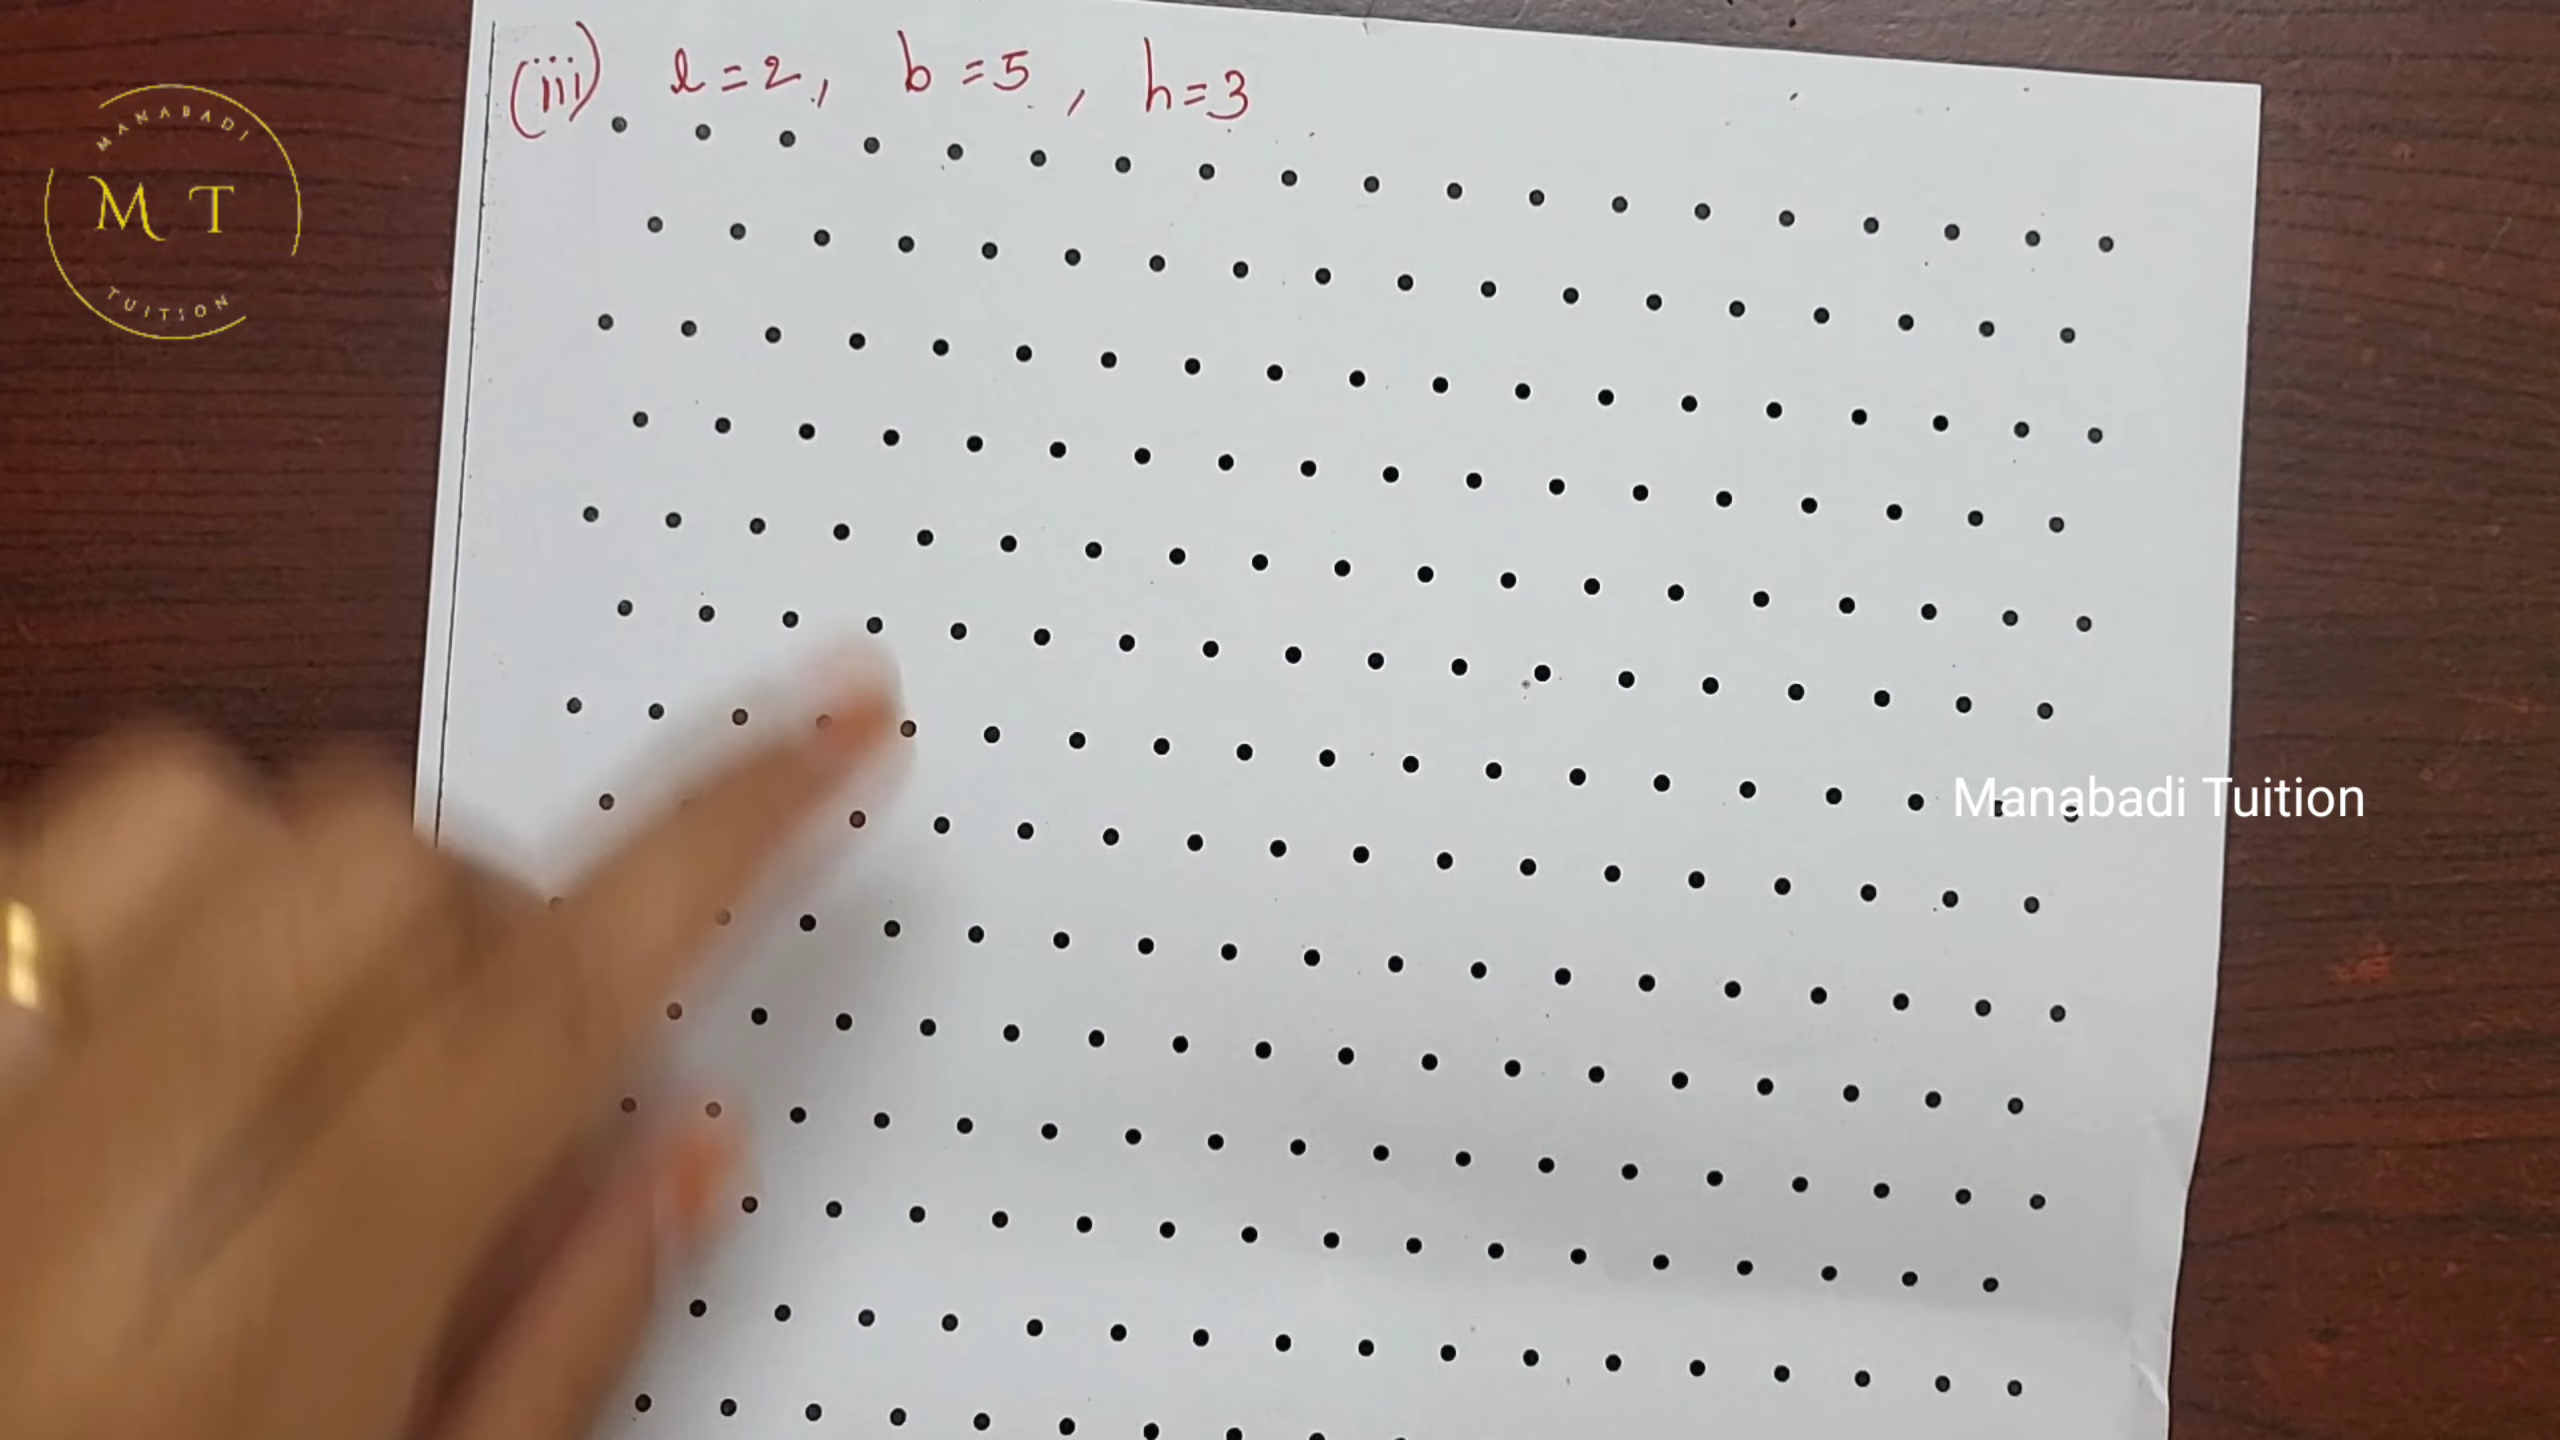 (iii) l=2, b=5, h=3
MANABADI
M T
TUITION
Manabadi Tuition